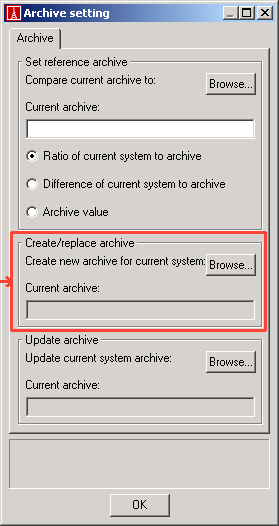 Archive setting
Archive
Set reference archive
Compare current archive to:
Browse...
Current archive:
Ratio of current system to archive
Difference of current system to archive
Archive value
Create/replace archive
Create new archive for current system:
Browse...
Current archive:
Update archive
Update current system archive:
Browse...
Current archive:
OK